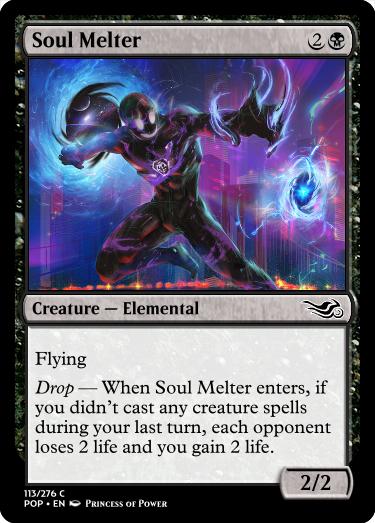 Soul Melter 2
Creature — Elemental
Flying
Drop — When Soul Melter enters, if
you didn't cast any creature spells
during your last turn, each opponent
loses 2 life and you gain 2 life.
2/2
113/276 C
POP • EN Princess of Power